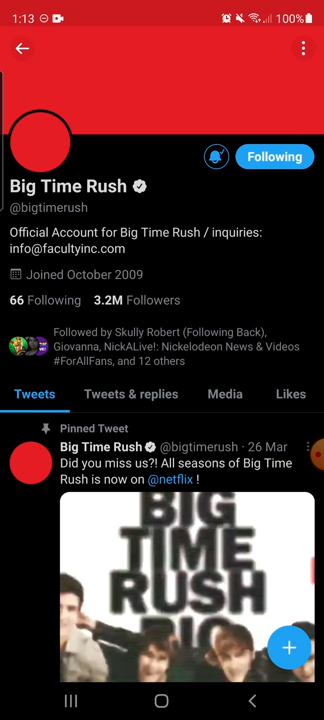 1:13
100%
Following
Big Time Rush
@bigtimerush
Official Account for Big Time Rush / inquiries:
info@facultyinc.com
Joined October 2009
66 Following 3.2M Followers
Followed by Skully Robert (Following Back),
Giovanna, NickALive!: Nickelodeon News & Videos
#ForAllFans, and 12 others
Tweets Tweets & replies Media Likes
Pinned Tweet
Big Time Rush @bigtimerush · 26 Mar
Did you miss us?! All seasons of Big Time
Rush is now on @netflix !
BIG
TIME
RUSH
BIG